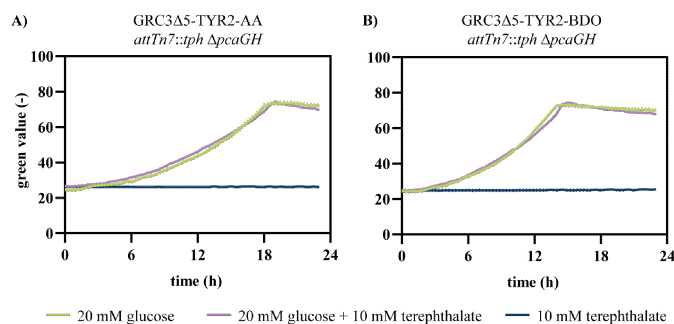 A)
GRC3Δ5-TYR2-AA
attTn7::tph ΔpcaGH
100
80
60
40
20
0
green value (-)
0 6 12 18 24
time (h)
B)
GRC3Δ5-TYR2-BDO
attTn7::tph ΔpcaGH
100
80
60
40
20
0
0 6 12 18 24
time (h)
20 mM glucose 20 mM glucose + 10 mM terephthalate 10 mM terephthalate